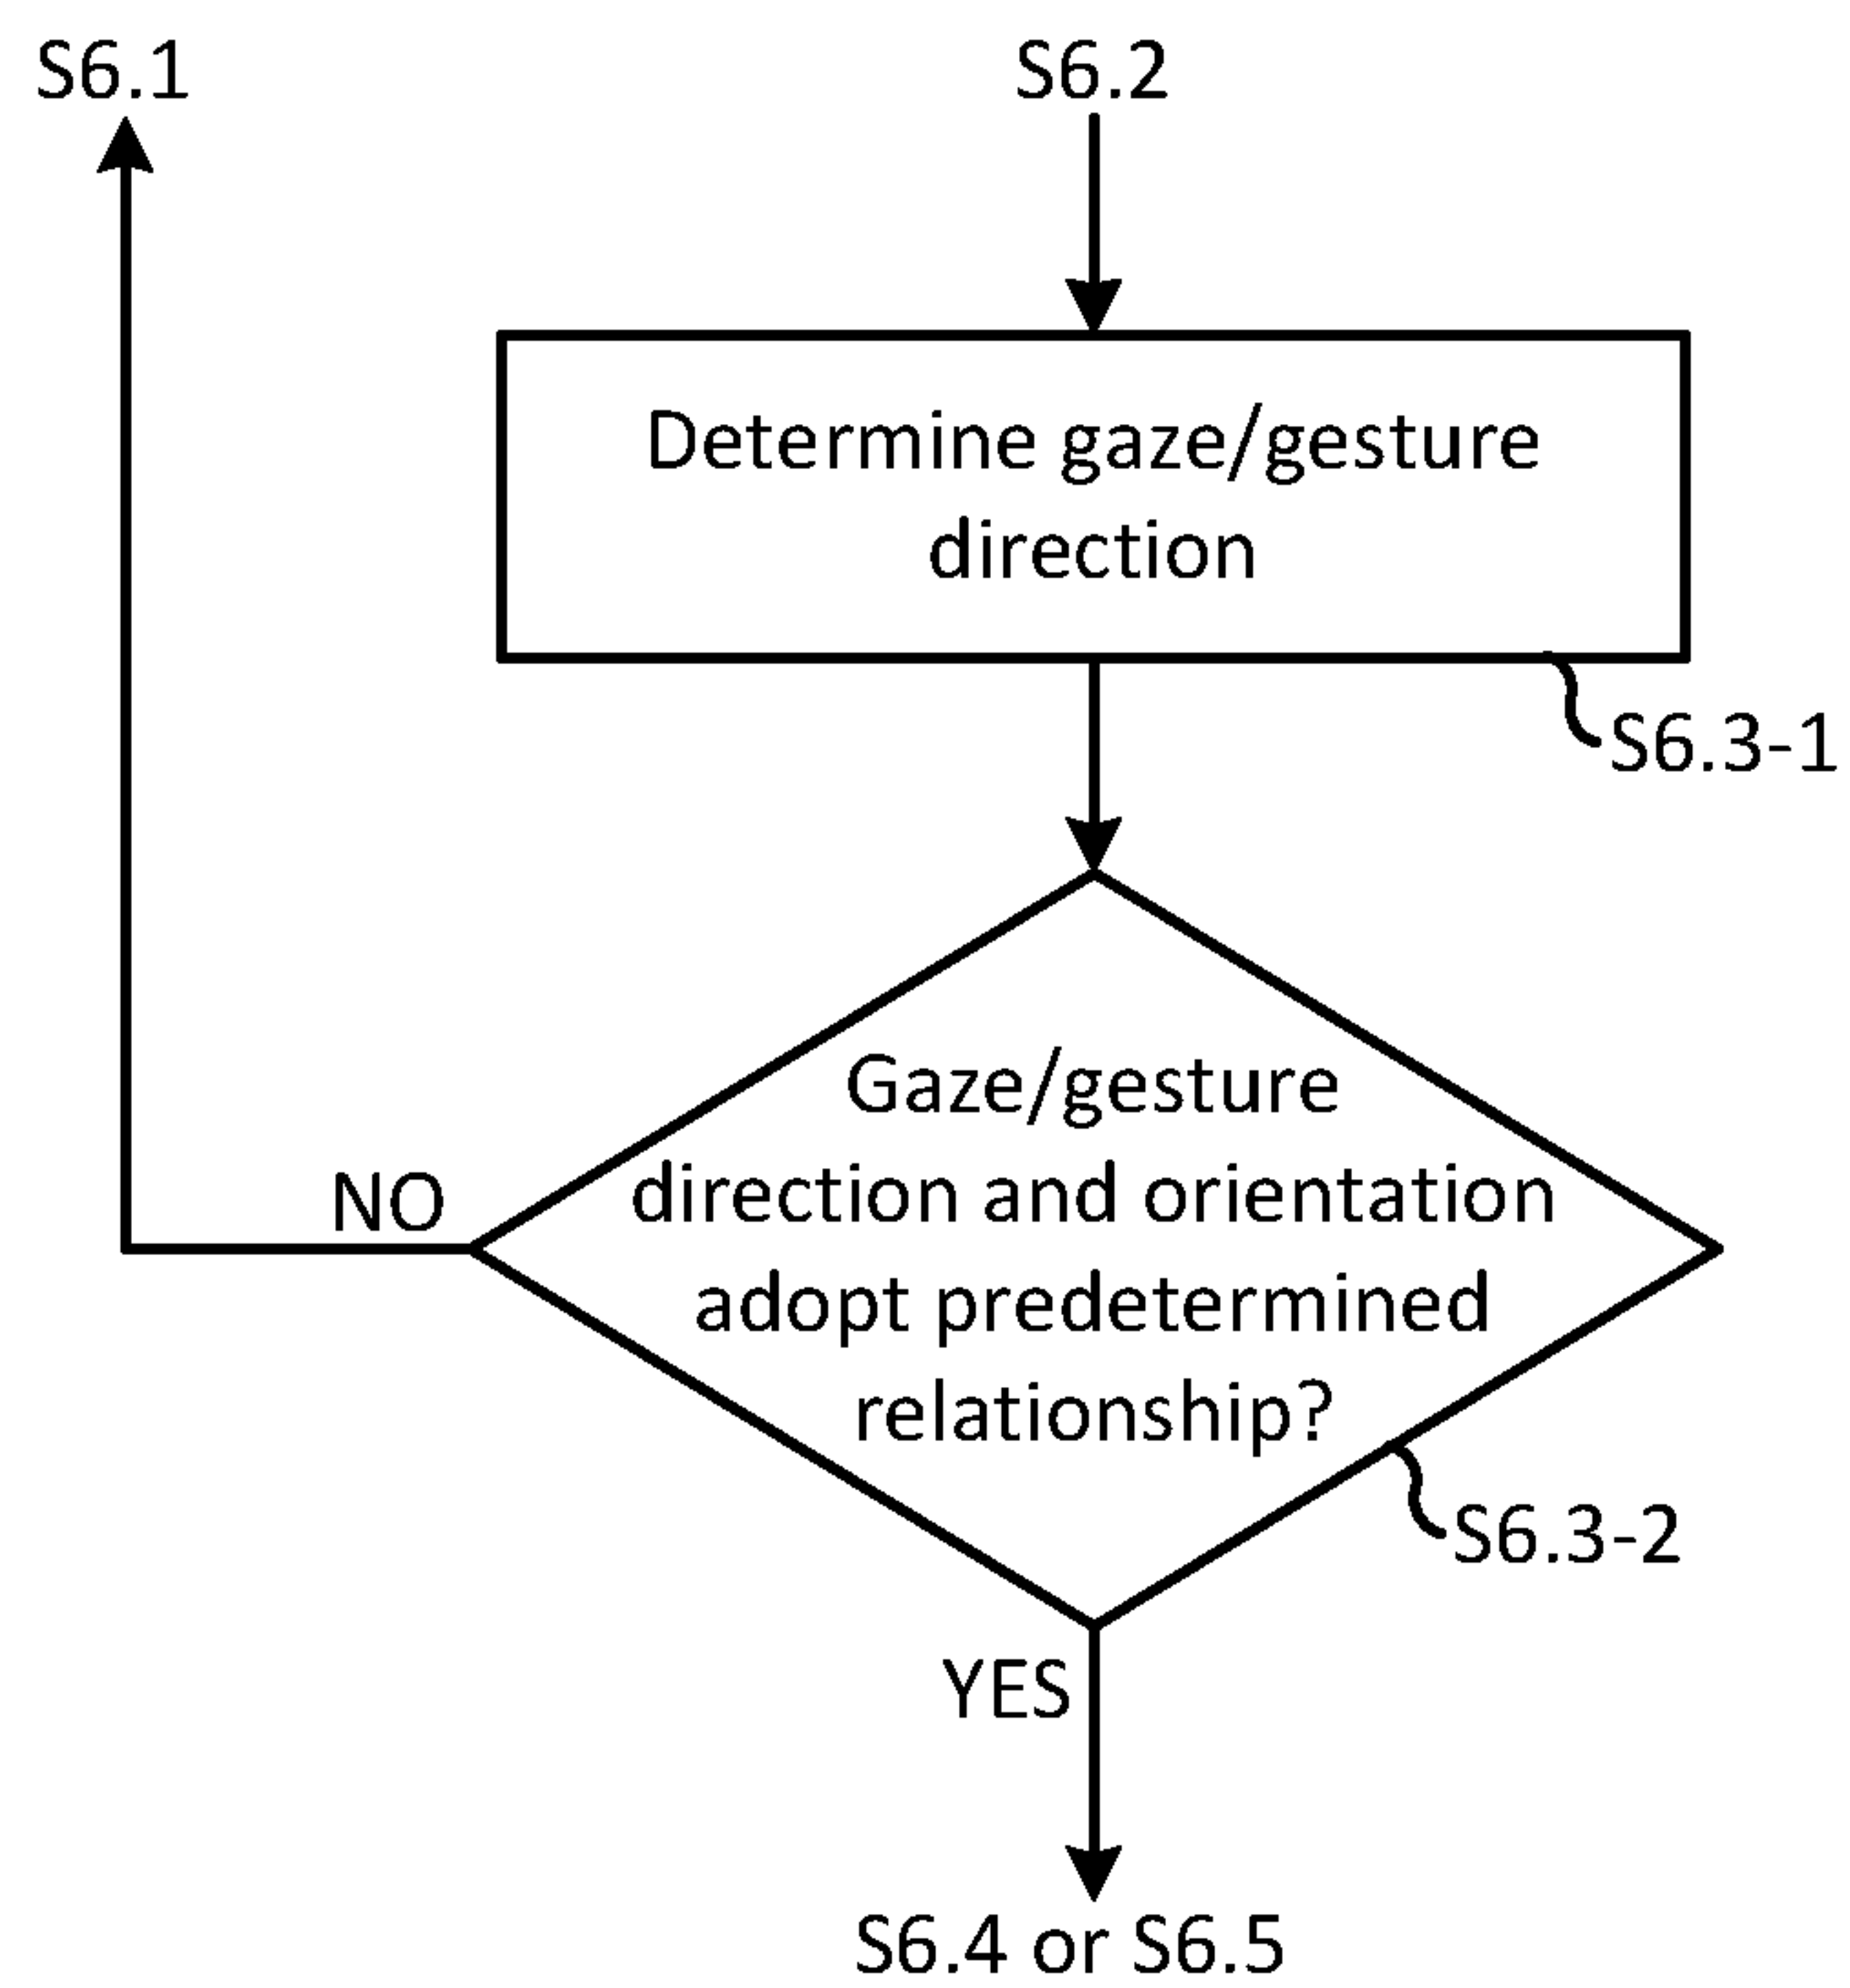 S6.1
S6.2
Determine gaze/gesture
direction
S6.3-1
Gaze/gesture
direction and orientation
adopt predetermined
relationship?
NO
S6.3-2
YES
S6.4 or S6.5